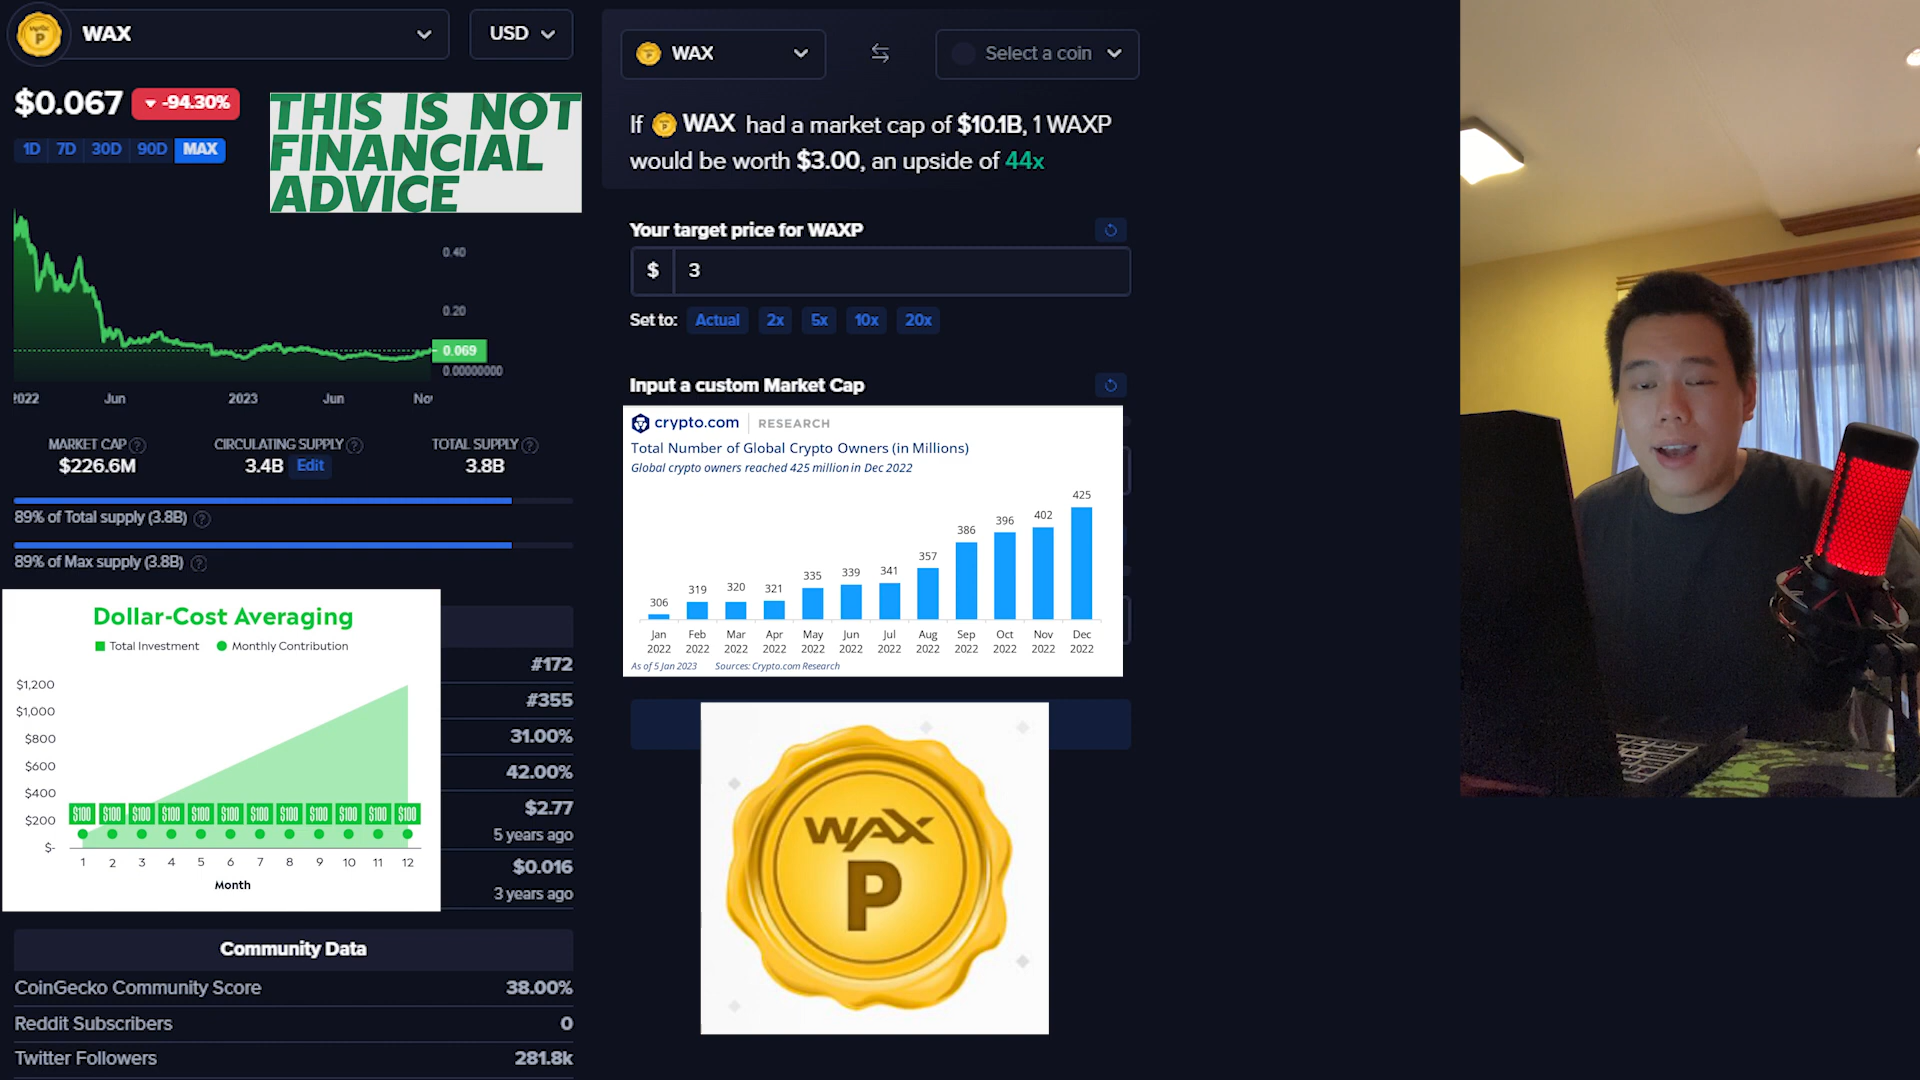 WAX
USD
$0.067
-94.30%
1D 7D 30D 90D MAX
THIS IS NOT
FINANCIAL
ADVICE
0.40
0.20
0.069
0.00000000
2022 Jun 2023 Jun Nov
MARKET CAP ? CIRCULATING SUPPLY ? TOTAL SUPPLY ?
$226.6M 3.4B Edit 3.8B
89% of Total supply (3.8B) ?
89% of Max supply (3.8B) ?
Dollar-Cost Averaging
Total Investment Monthly Contribution
$1,200
$1,000
$800
$600
$400
$200
$-
$100 $100 $100 $100 $100 $100 $100 $100 $100 $100 $100 $100
1 2 3 4 5 6 7 8 9 10 11 12
Month
#172
#355
31.00%
42.00%
$2.77
5 years ago
$0.016
3 years ago
Community Data
CoinGecko Community Score 38.00%
Reddit Subscribers 0
Twitter Followers 281.8k
WAX Select a coin
If WAX had a market cap of $10.1B, 1 WAXP
would be worth $3.00, an upside of 44x
Your target price for WAXP
$ 3
Set to: Actual 2x 5x 10x 20x
Input a custom Market Cap
crypto.com RESEARCH
Total Number of Global Crypto Owners (in Millions)
Global crypto owners reached 425 million in Dec 2022
306 319 320 321 335 339 341 357 386 396 402 425
Jan Feb Mar Apr May Jun Jul Aug Sep Oct Nov Dec
2022 2022 2022 2022 2022 2022 2022 2022 2022 2022 2022 2022
As of 5 Jan 2023 Sources: Crypto.com Research
WAX
P